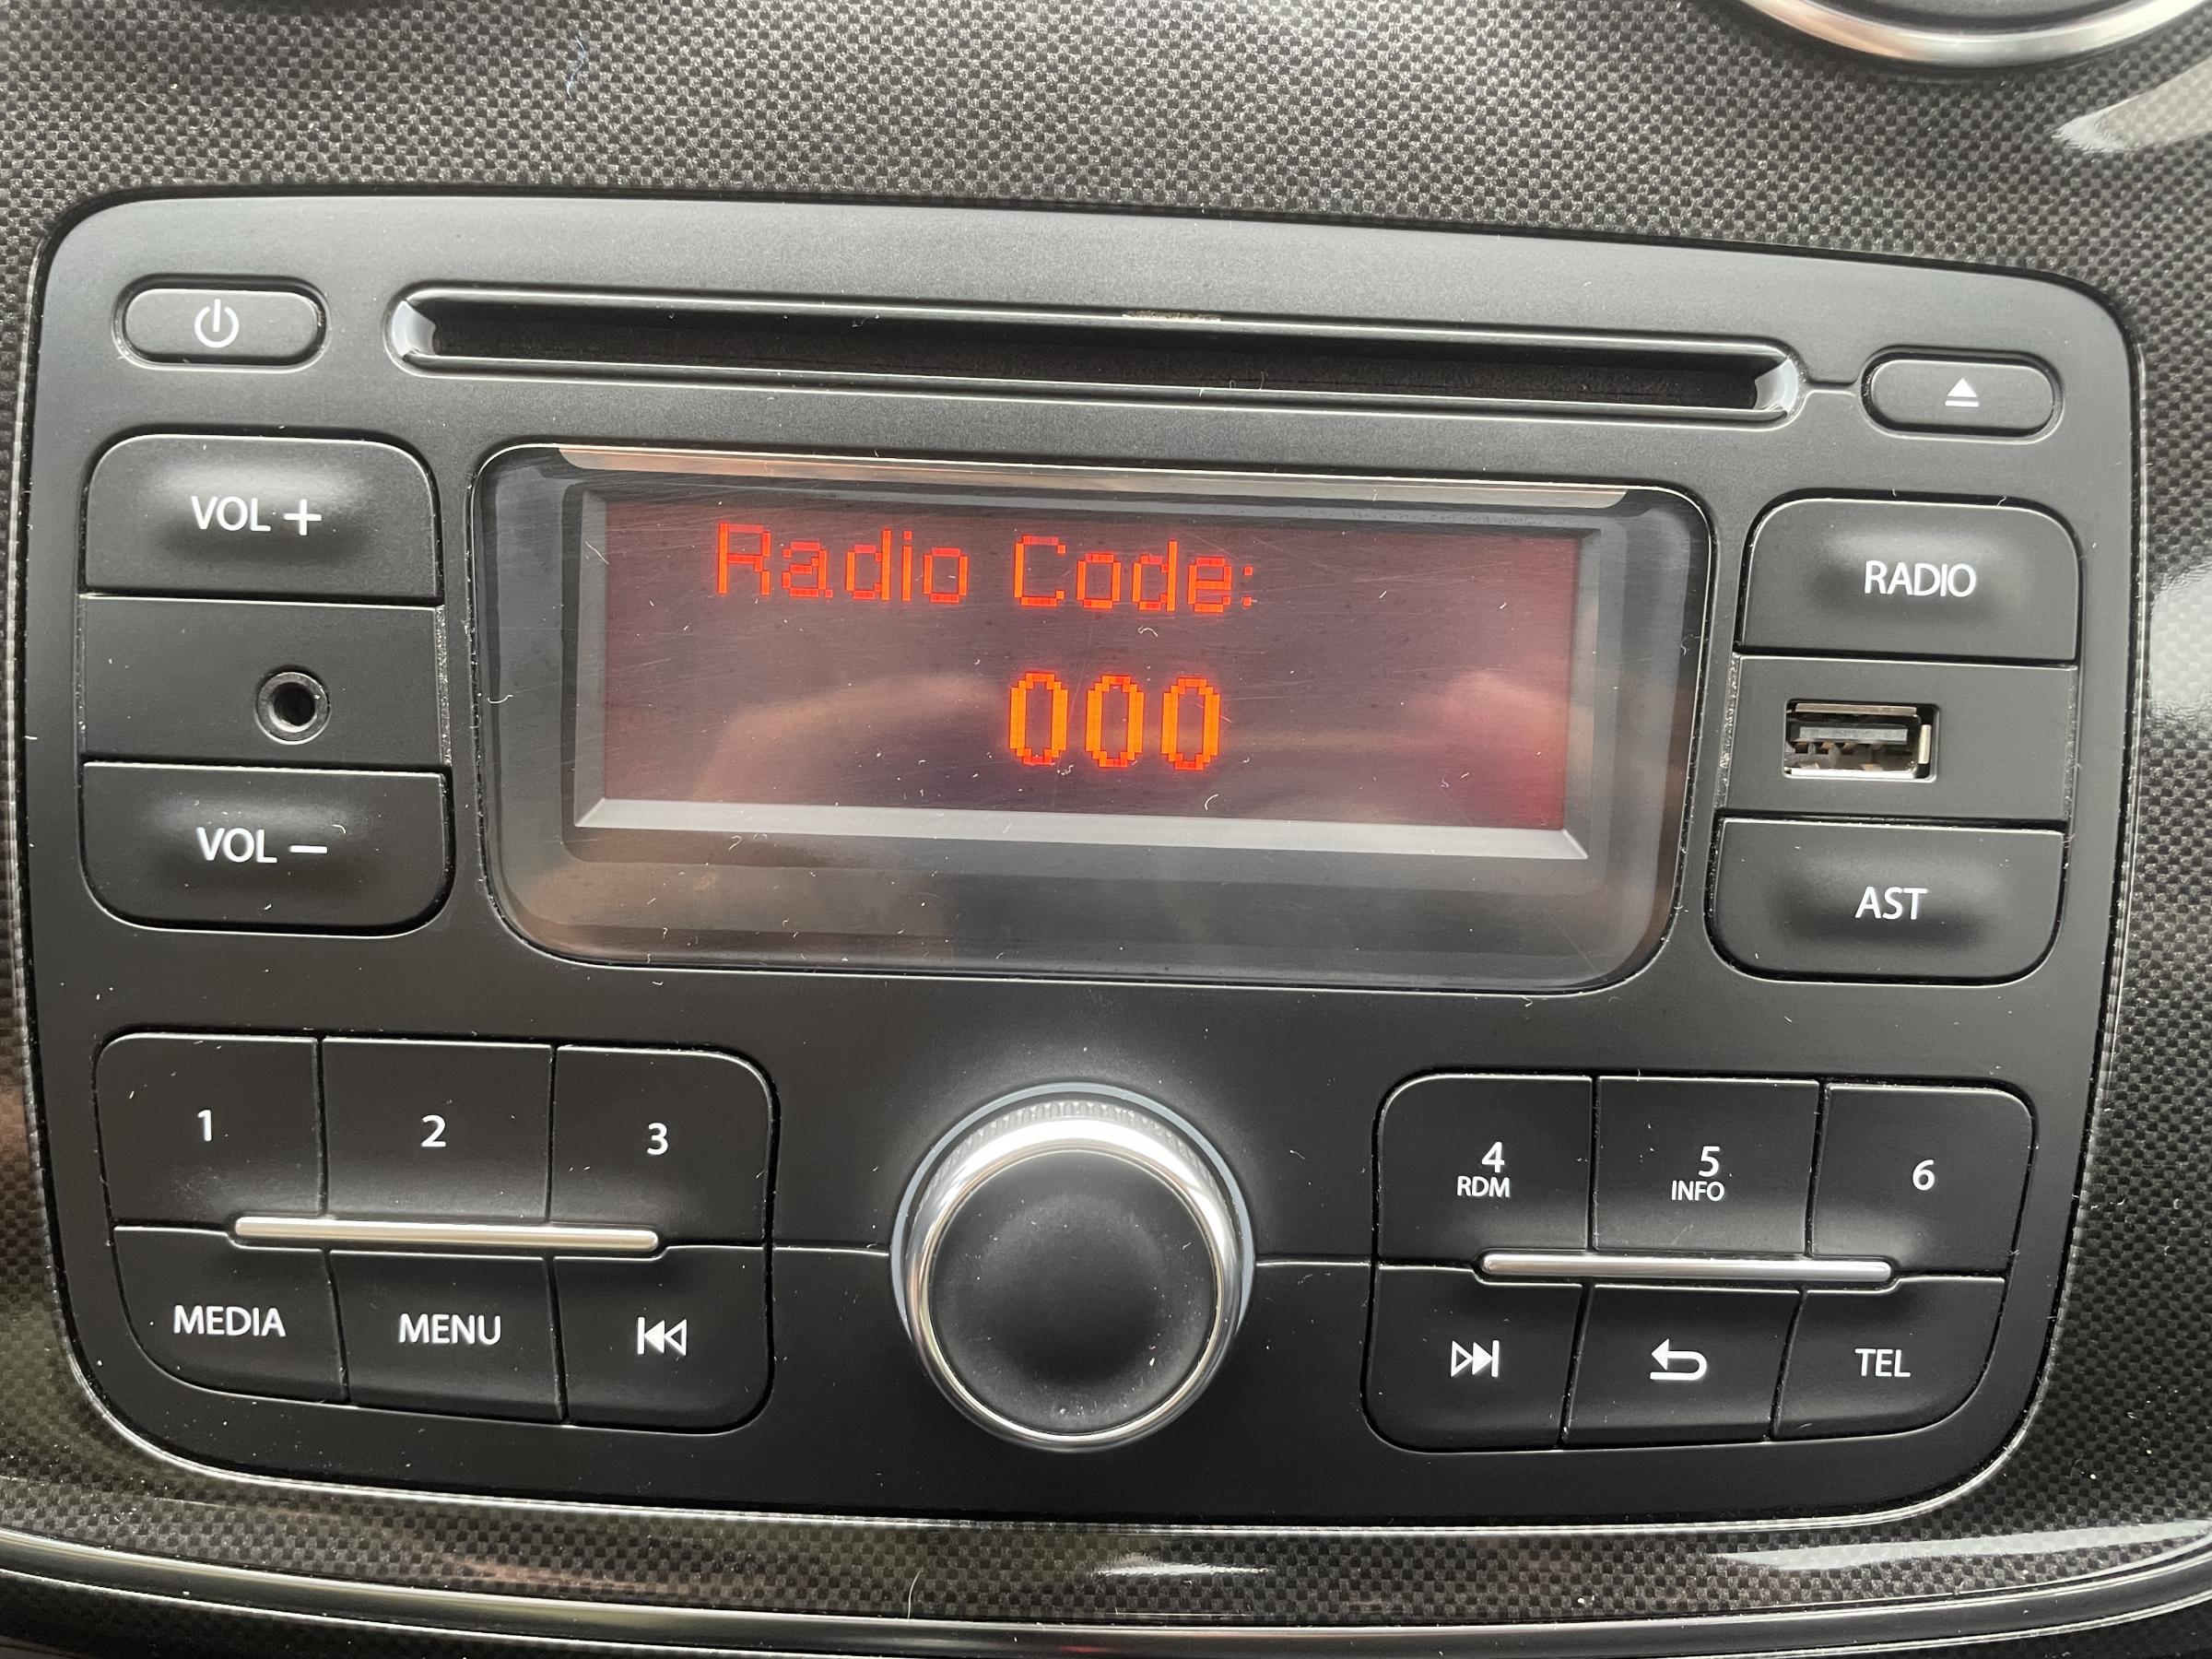 VOL +
Radio Code:
000
RADIO
VOL −
AST
1
2
3
4
RDM
5
INFO
6
MEDIA
MENU
TEL